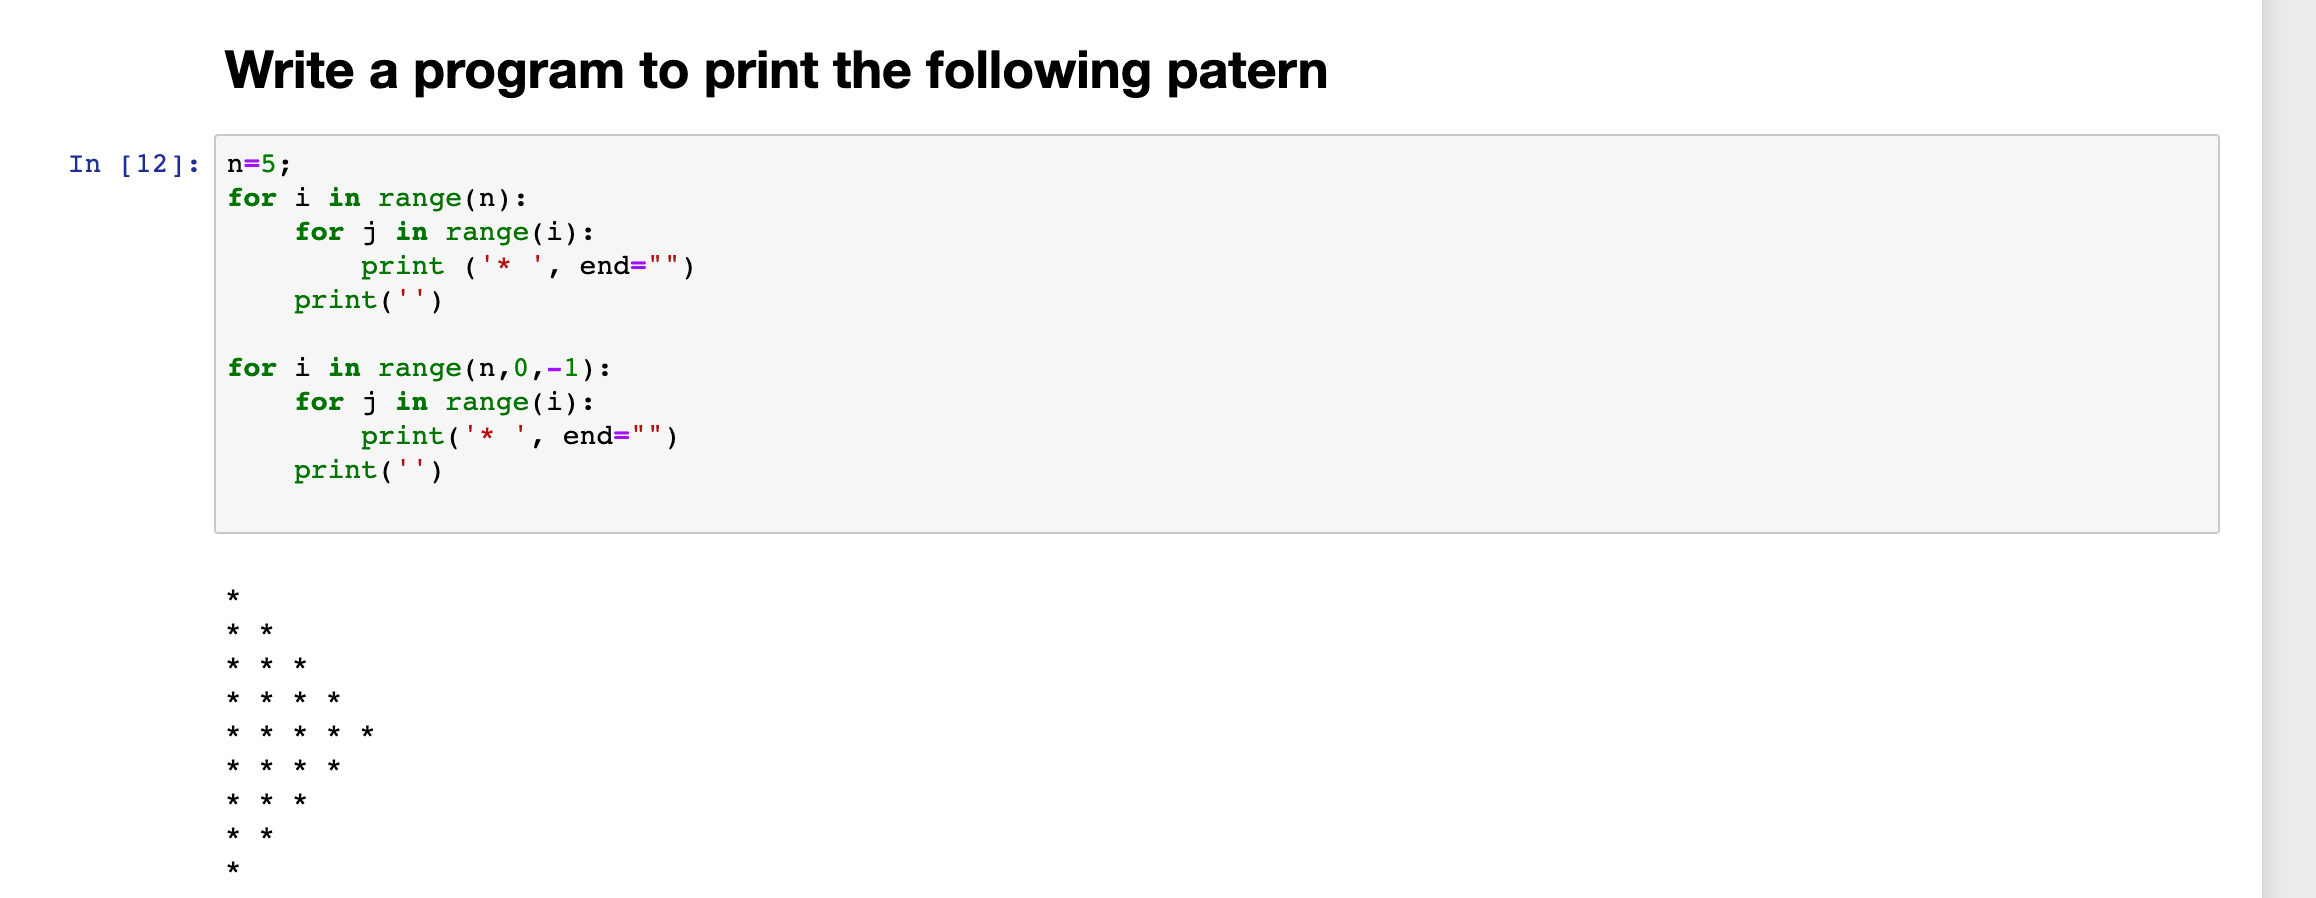 Write a program to print the following patern
In [12]:
n=5;
for i in range(n):
    for j in range(i):
        print ('* ', end="")
    print('')

for i in range(n,0,-1):
    for j in range(i):
        print('* ', end="")
    print('')

*
* *
* * *
* * * *
* * * * *
* * * *
* * *
* *
*